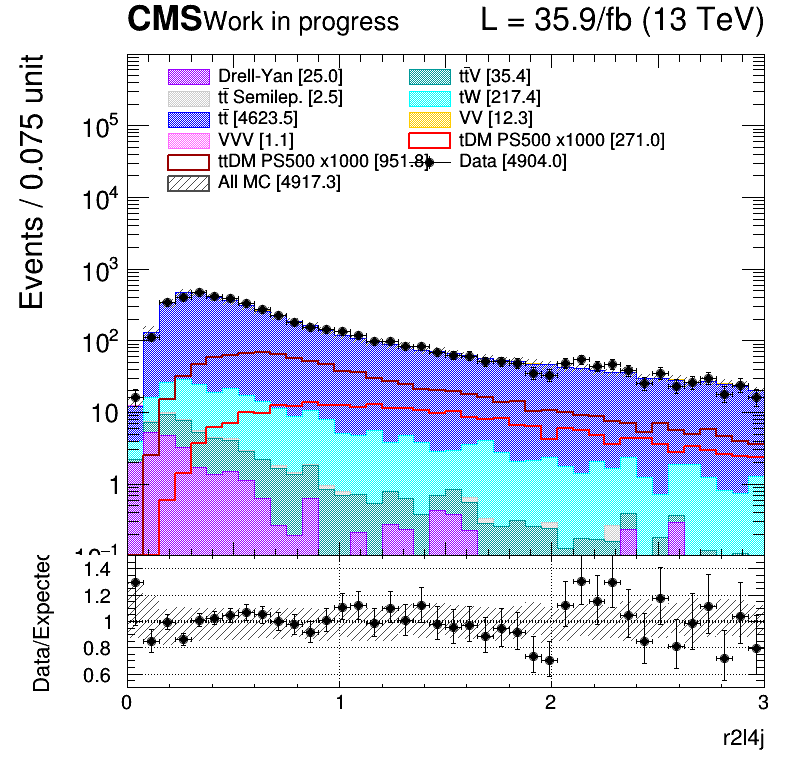 CMS Work in progress L = 35.9/fb (13 TeV)
Events / 0.075 unit
Drell-Yan [25.0] tt̄V [35.4]
tt̄ Semilep. [2.5] tW [217.4]
tt̄ [4623.5] VV [12.3]
VVV [1.1] tDM PS500 x1000 [271.0]
ttDM PS500 x1000 [951.8] Data [4904.0]
All MC [4917.3]
10⁵
10⁴
10³
10²
10
1
10⁻¹
Data/Expected
1.4
1.2
1
0.8
0.6
0 1 2 3
r2l4j